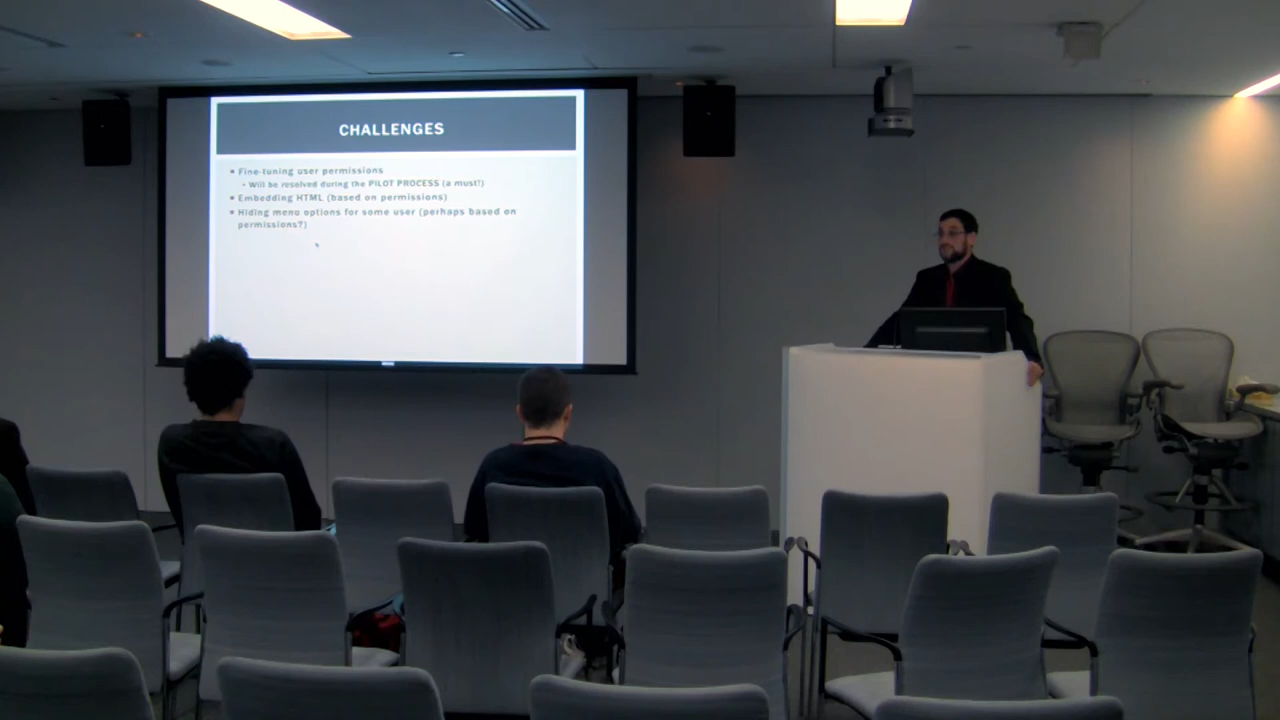 CHALLENGES
Fine-tuning user permissions
Will be resolved during the PILOT PROCESS (a must!)
Embedding HTML (based on permissions)
Hiding menu options for some user (perhaps based on
permissions?)